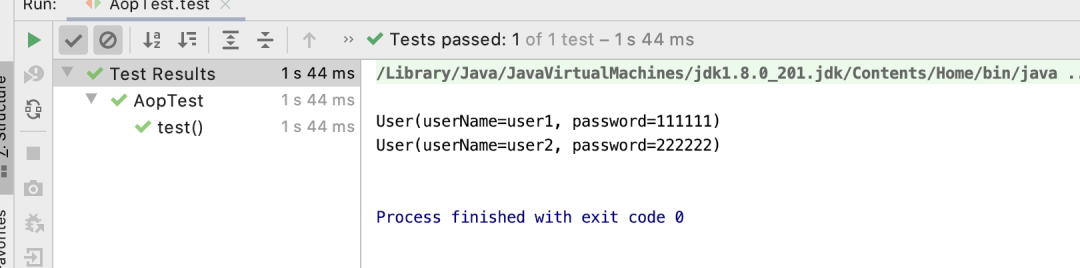 Run: AopTest.test ×
Tests passed: 1 of 1 test – 1 s 44 ms
Test Results 1 s 44 ms
AopTest 1 s 44 ms
test() 1 s 44 ms
/Library/Java/JavaVirtualMachines/jdk1.8.0_201.jdk/Contents/Home/bin/java ..
User(userName=user1, password=111111)
User(userName=user2, password=222222)
Process finished with exit code 0
Z: Structure